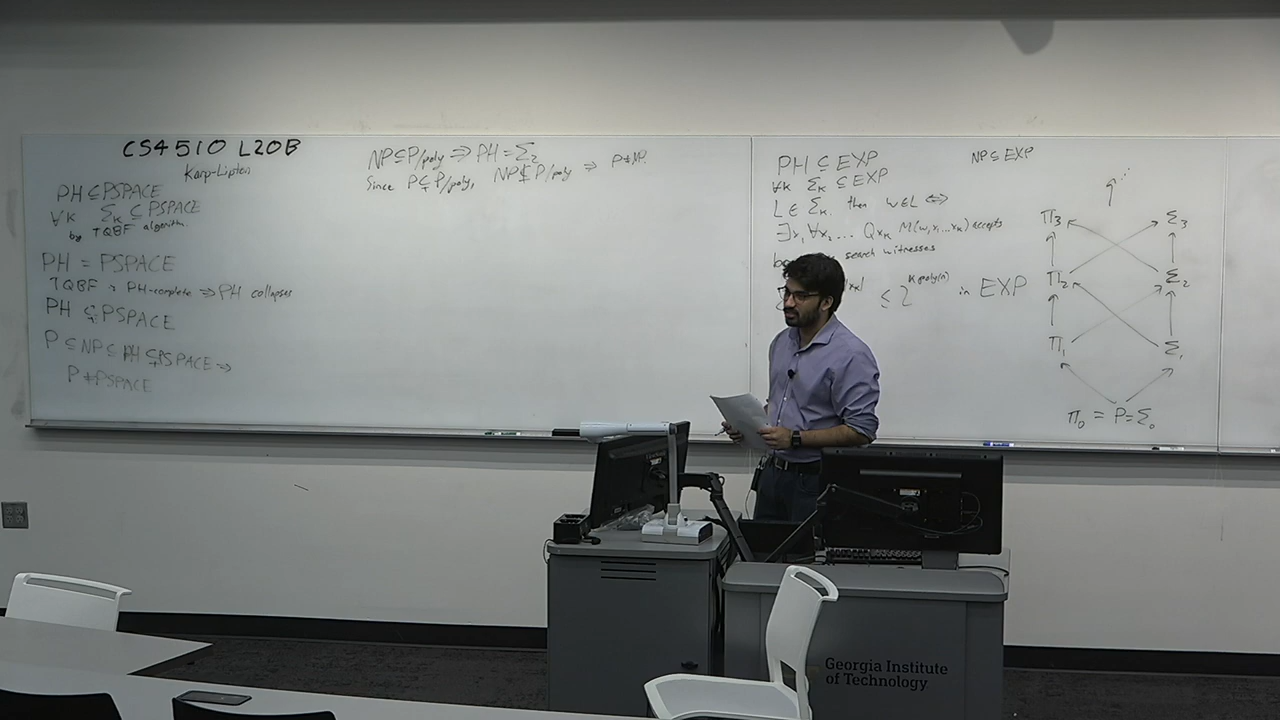 CS4510 L20B
Karp-Lipton
PH ⊆ PSPACE
∀k Σₖ ⊆ PSPACE
by TQBF algorithm.
PH = PSPACE
TQBF is PH-complete ⇒ PH collapses
PH ⊊ PSPACE
P ⊆ NP ⊆ PH ⊊ PSPACE ⇒
P ≠ PSPACE
NP ⊆ P/poly ⇒ PH = Σ₂
Since P ⊊ P/poly, NP ⊄ P/poly ⇒ P ≠ NP.
PH ⊆ EXP
∀k Σₖ ⊆ EXP
L ∈ Σₖ then w∈L ⇔
∃x₁ ∀x₂ ... Qxₖ M(w,x₁...xₖ) accepts
search witnesses
≤ 2^{k poly(n)} in EXP
NP ⊆ EXP
Π₃ Σ₃
Π₂ Σ₂
Π₁ Σ₁
Π₀ = P = Σ₀
Georgia Institute
of Technology